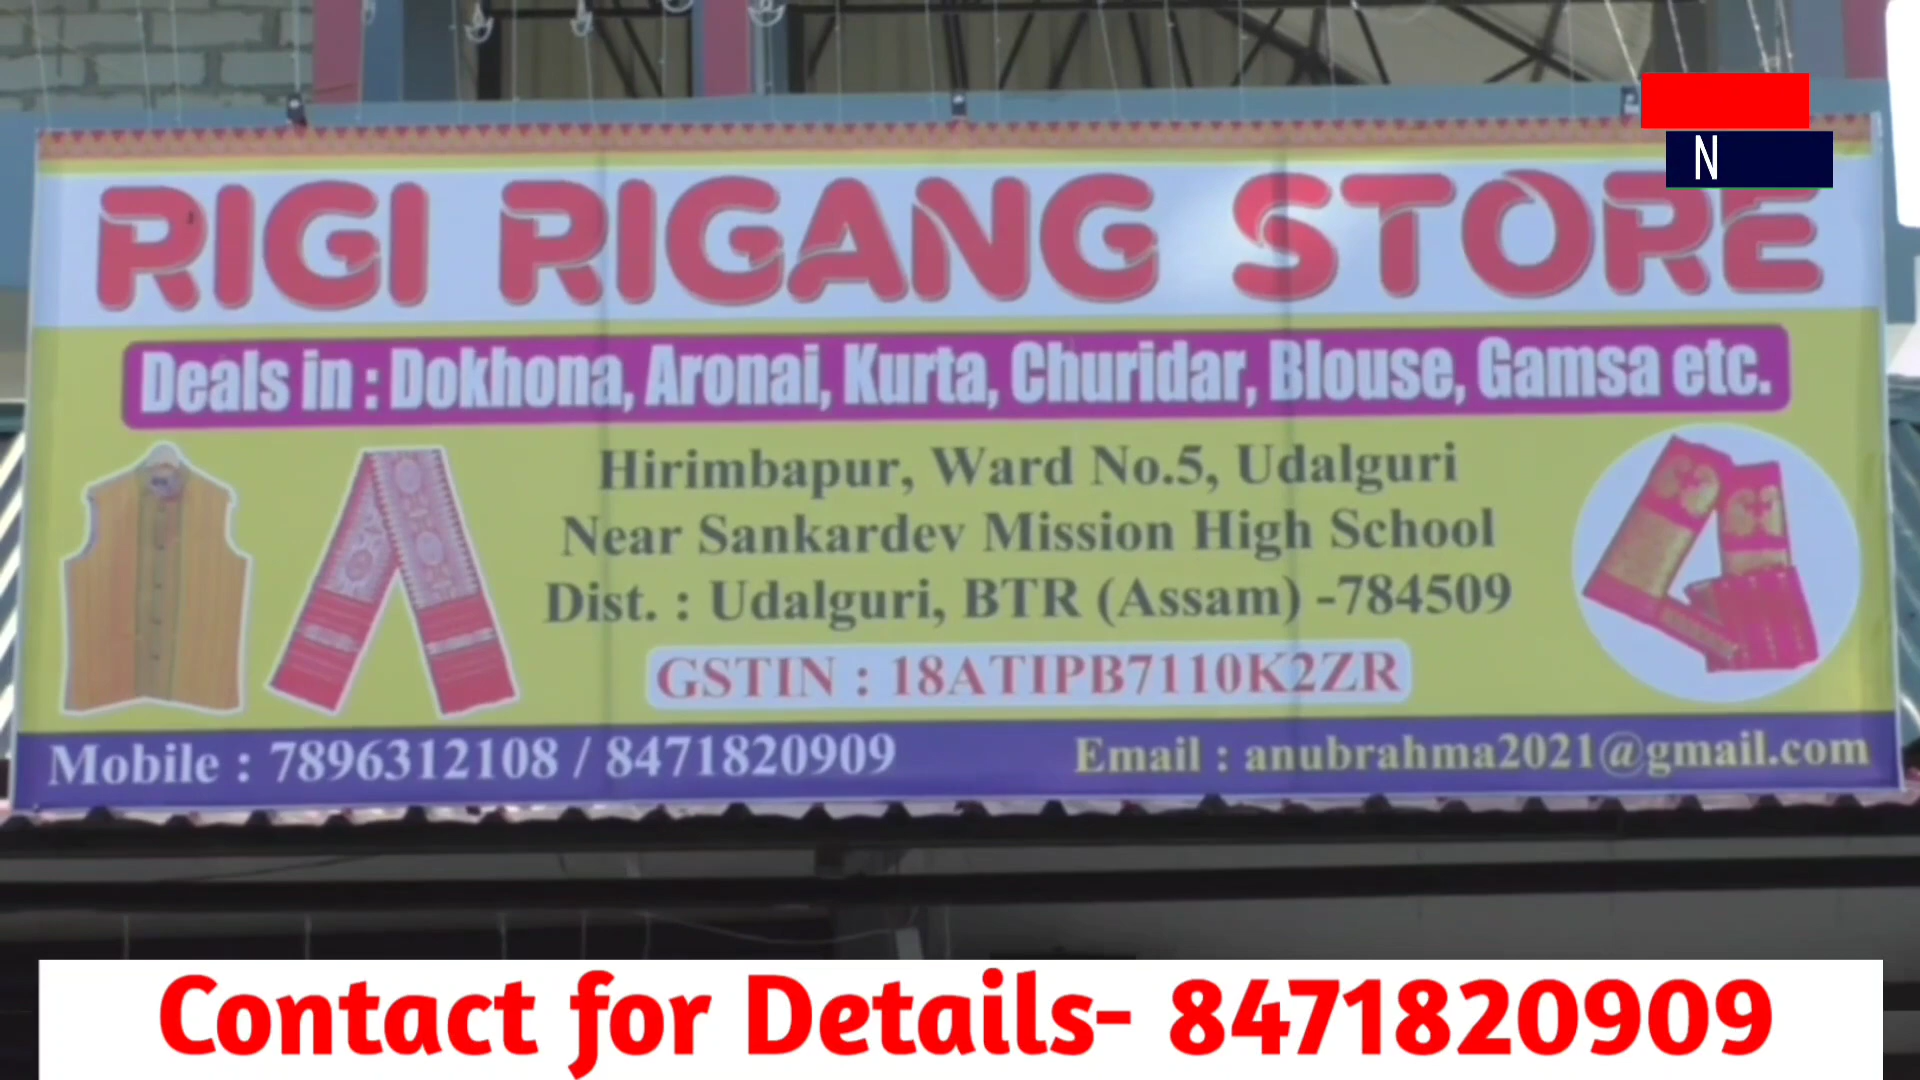 N
RIGI RIGANG STORE
Deals in : Dokhona, Aronai, Kurta, Churidar, Blouse, Gamsa etc.
Hirimbapur, Ward No.5, Udalguri
Near Sankardev Mission High School
Dist. : Udalguri, BTR (Assam) -784509
GSTIN : 18ATIPB7110K2ZR
Mobile : 7896312108 / 8471820909 Email : anubrahma2021@gmail.com
Contact for Details- 8471820909